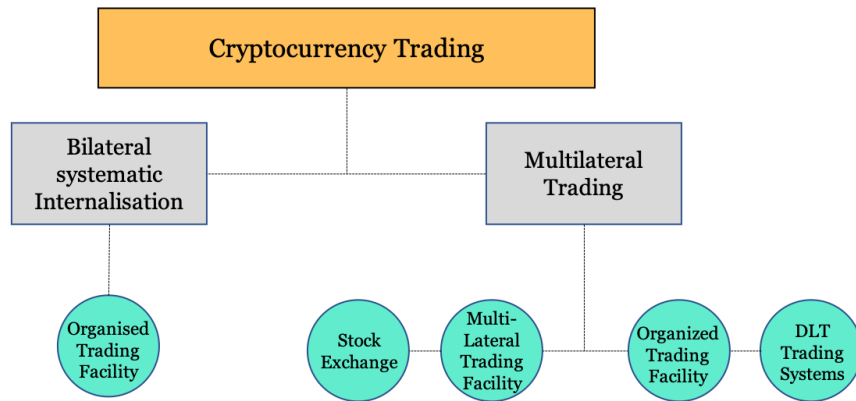 Cryptocurrency Trading
Bilateral
systematic
Internalisation
Multilateral
Trading
Organised
Trading
Facility
Stock
Exchange
Multi-
Lateral
Trading
Facility
Organized
Trading
Facility
DLT
Trading
Systems